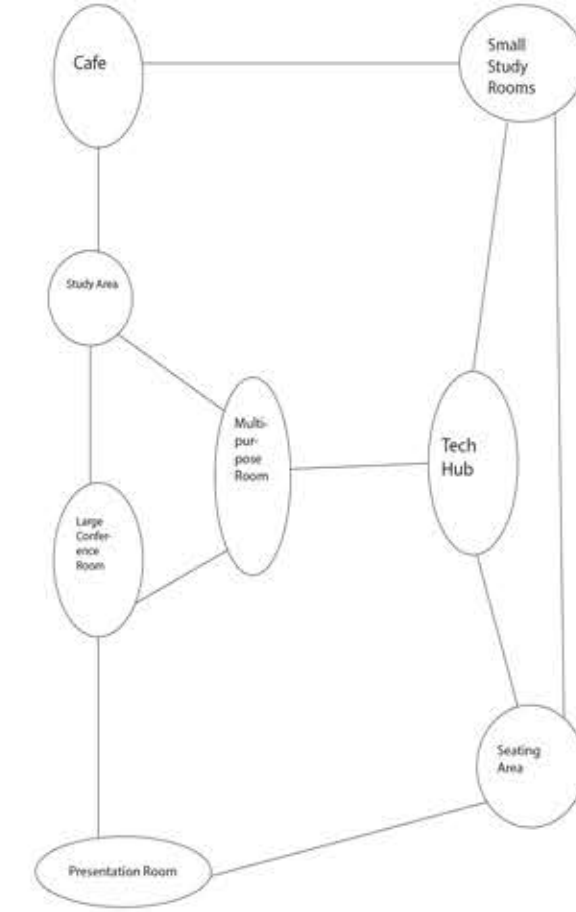 Cafe
Small
Study
Rooms
Study Area
Multi-
pur-
pose
Room
Tech
Hub
Large
Confer-
ence
Room
Seating
Area
Presentation Room